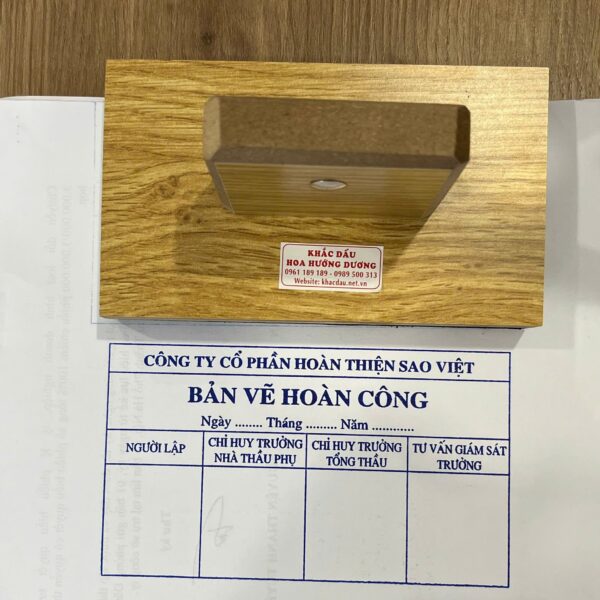 KHẮC DẤU
HOA HƯỚNG DƯƠNG
0961 189 189 - 0989 500 313
Website: khacdau.net.vn
CÔNG TY CỔ PHẦN HOÀN THIỆN SAO VIỆT
BẢN VẼ HOÀN CÔNG
Ngày ........ Tháng ......... Năm ............
NGƯỜI LẬP
CHỈ HUY TRƯỞNG
NHÀ THẦU PHỤ
CHỈ HUY TRƯỞNG
TỔNG THẦU
TƯ VẤN GIÁM SÁT
TRƯỞNG